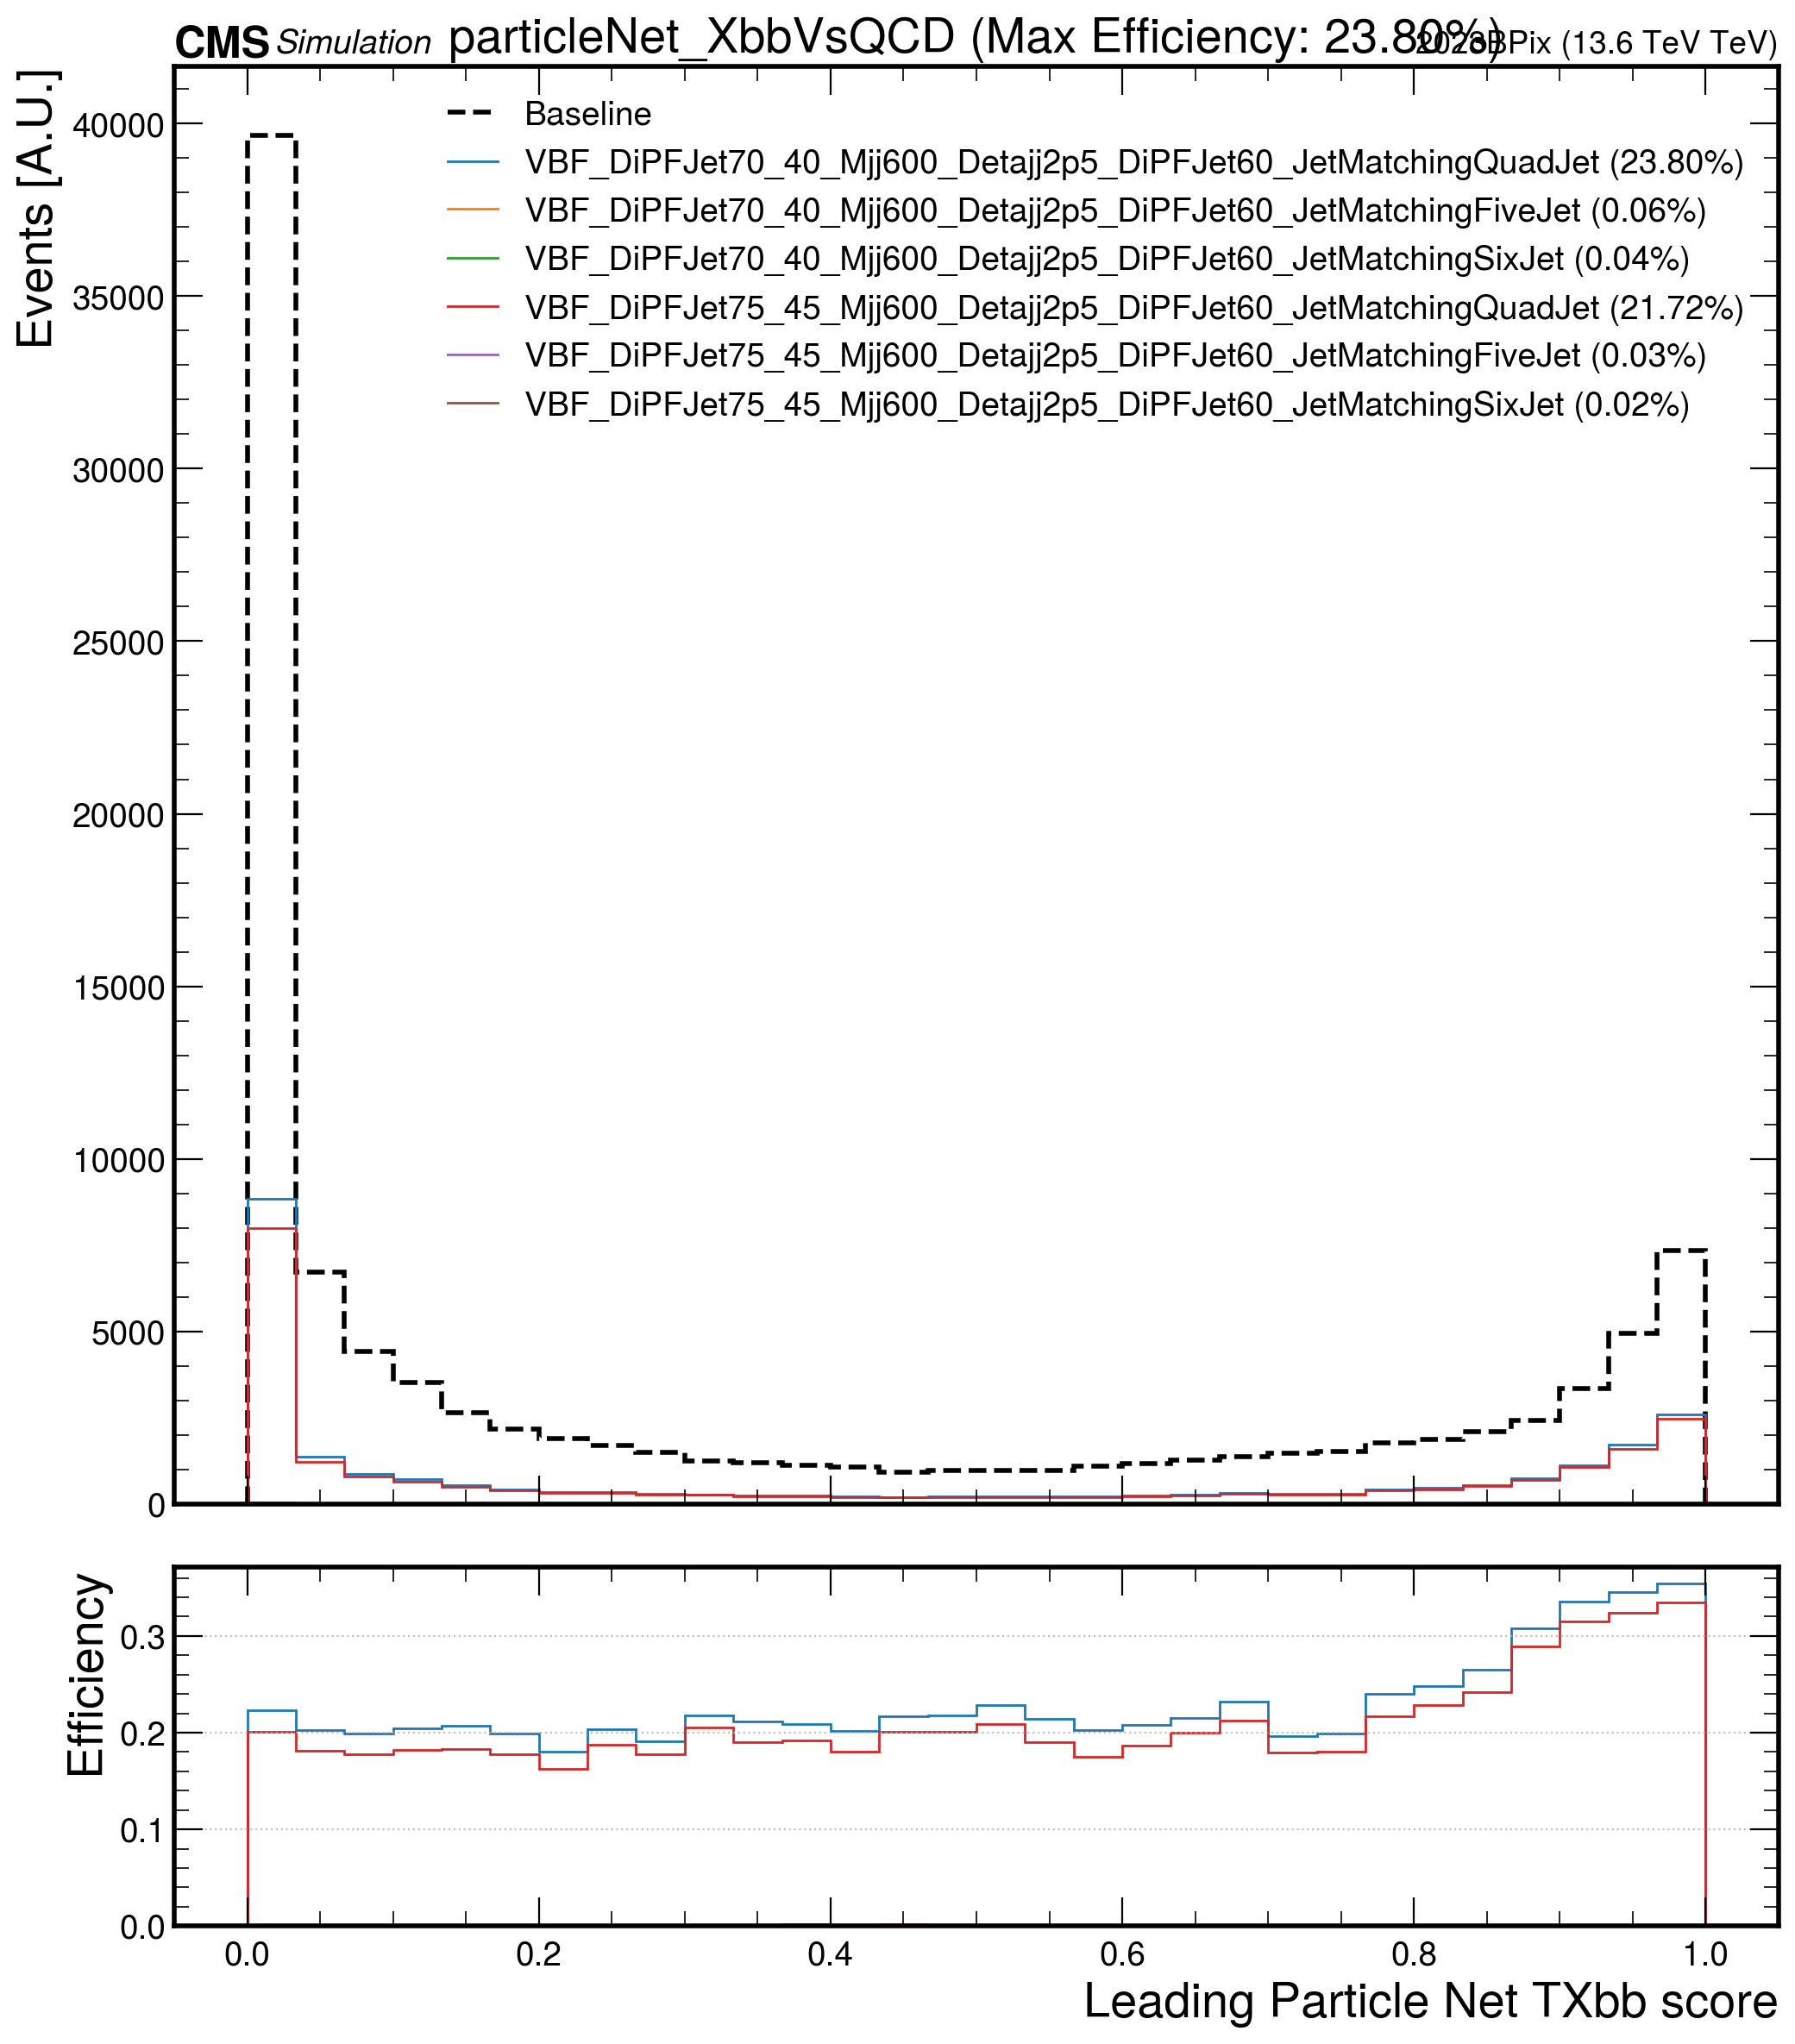 CMS Simulation particleNet_XbbVsQCD (Max Efficiency: 23.80%) 2023BPix (13.6 TeV TeV)
Events [A.U.]
40000
35000
30000
25000
20000
15000
10000
5000
0
Baseline
VBF_DiPFJet70_40_Mjj600_Detajj2p5_DiPFJet60_JetMatchingQuadJet (23.80%)
VBF_DiPFJet70_40_Mjj600_Detajj2p5_DiPFJet60_JetMatchingFiveJet (0.06%)
VBF_DiPFJet70_40_Mjj600_Detajj2p5_DiPFJet60_JetMatchingSixJet (0.04%)
VBF_DiPFJet75_45_Mjj600_Detajj2p5_DiPFJet60_JetMatchingQuadJet (21.72%)
VBF_DiPFJet75_45_Mjj600_Detajj2p5_DiPFJet60_JetMatchingFiveJet (0.03%)
VBF_DiPFJet75_45_Mjj600_Detajj2p5_DiPFJet60_JetMatchingSixJet (0.02%)
Efficiency
0.3
0.2
0.1
0.0
0.0 0.2 0.4 0.6 0.8 1.0
Leading Particle Net TXbb score